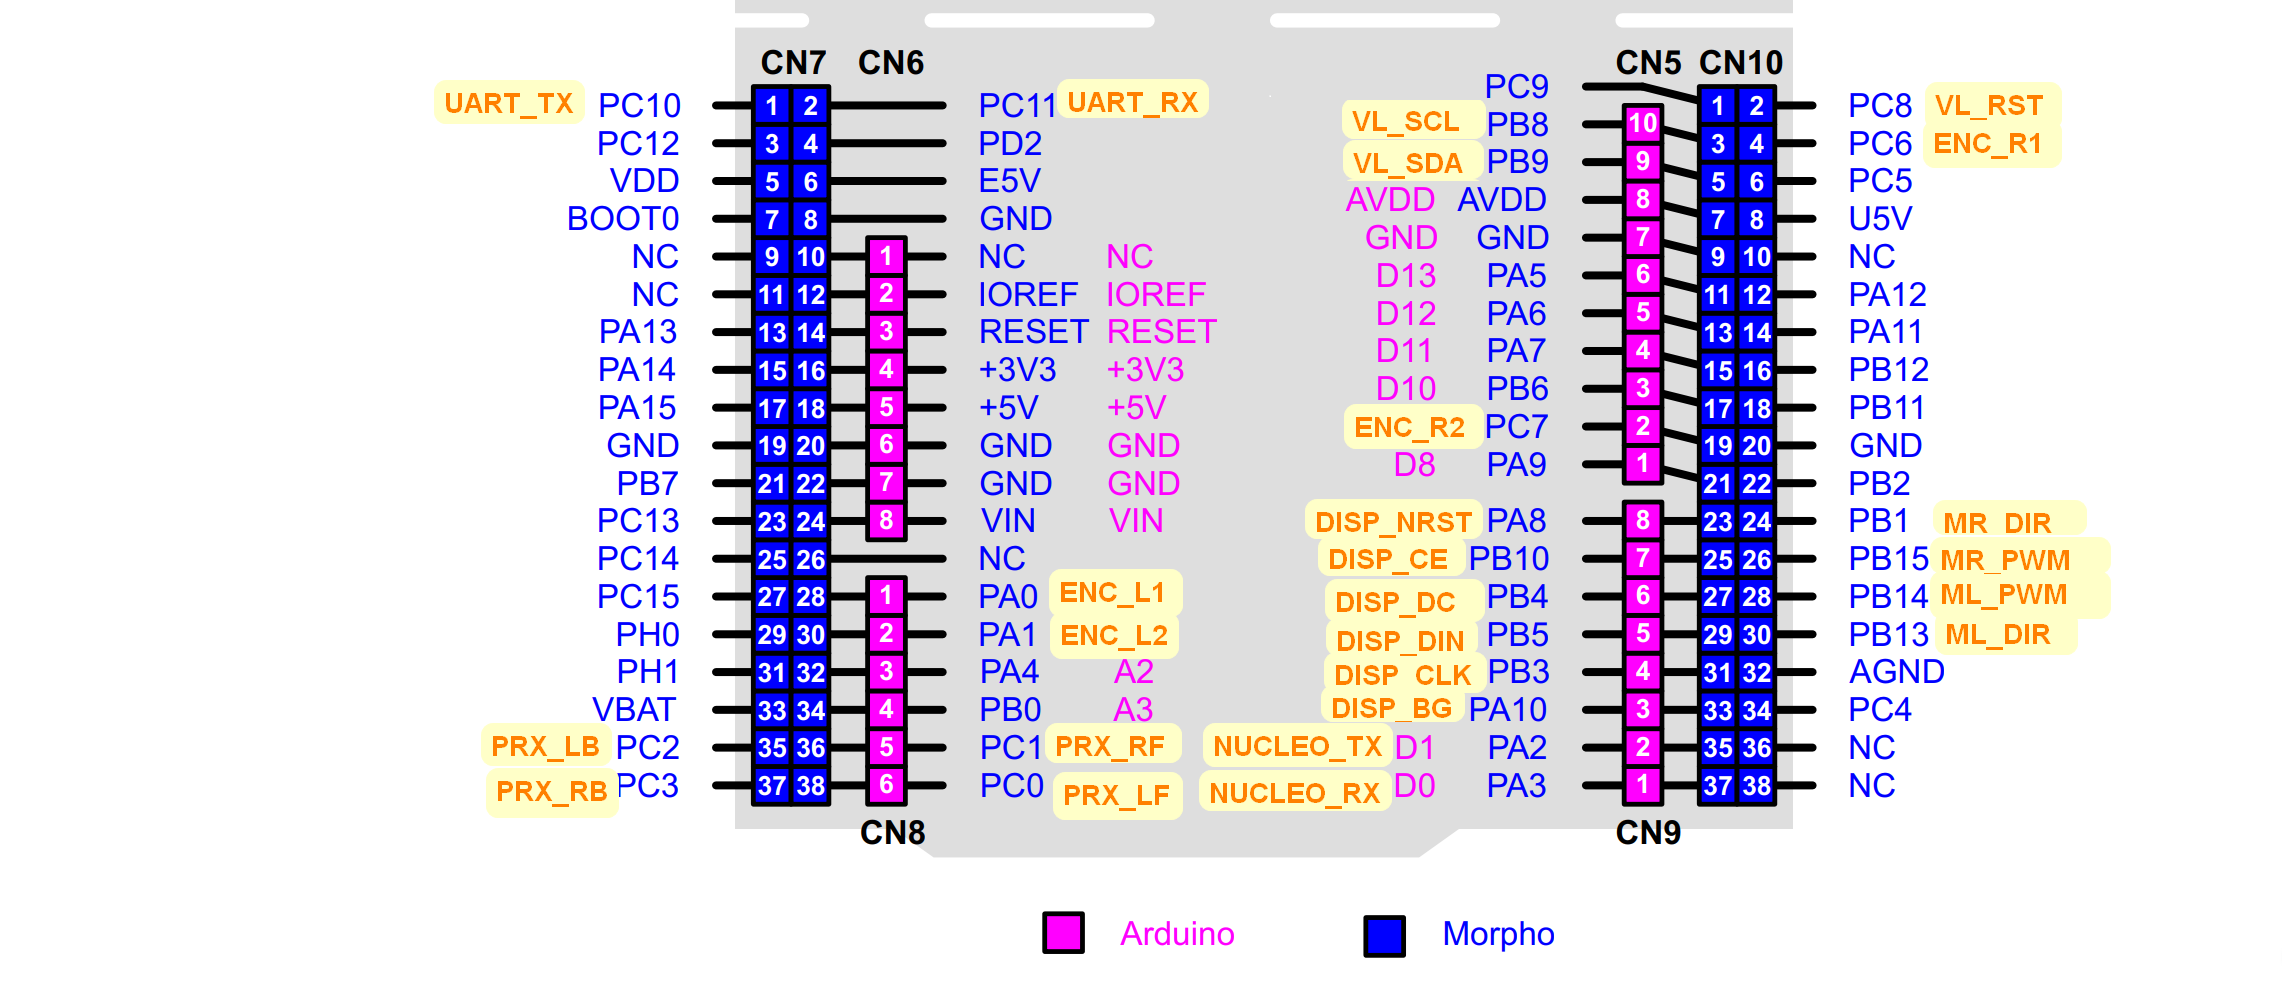 CN7 CN6 CN5 CN10
PC9
UART_TX PC10 1 2 PC11 UART_RX 1 2 PC8 VL_RST
VL_SCL PB8 10
PC12 3 4 PD2 3 4 PC6 ENC_R1
VL_SDA PB9 9
VDD 5 6 E5V 5 6 PC5
AVDD AVDD 8
BOOT0 7 8 GND 7 8 U5V
GND GND 7
NC 9 10 1 NC NC 9 10 NC
D13 PA5 6
NC 11 12 2 IOREF IOREF 11 12 PA12
D12 PA6 5
PA13 13 14 3 RESET RESET 13 14 PA11
D11 PA7 4
PA14 15 16 4 +3V3 +3V3 15 16 PB12
D10 PB6 3
PA15 17 18 5 +5V +5V 17 18 PB11
ENC_R2 PC7 2
GND 19 20 6 GND GND 19 20 GND
D8 PA9 1
PB7 21 22 7 GND GND 21 22 PB2
PC13 23 24 8 VIN VIN DISP_NRST PA8 8 23 24 PB1 MR_DIR
PC14 25 26 NC DISP_CE PB10 7 25 26 PB15 MR_PWM
PC15 27 28 1 PA0 ENC_L1 DISP_DC PB4 6 27 28 PB14 ML_PWM
PH0 29 30 2 PA1 ENC_L2 DISP_DIN PB5 5 29 30 PB13 ML_DIR
PH1 31 32 3 PA4 A2 DISP_CLK PB3 4 31 32 AGND
VBAT 33 34 4 PB0 A3 DISP_BG PA10 3 33 34 PC4
PRX_LB PC2 35 36 5 PC1 PRX_RF NUCLEO_TX D1 PA2 2 35 36 NC
PRX_RB PC3 37 38 6 PC0 PRX_LF NUCLEO_RX D0 PA3 1 37 38 NC
CN8 CN9
Arduino Morpho